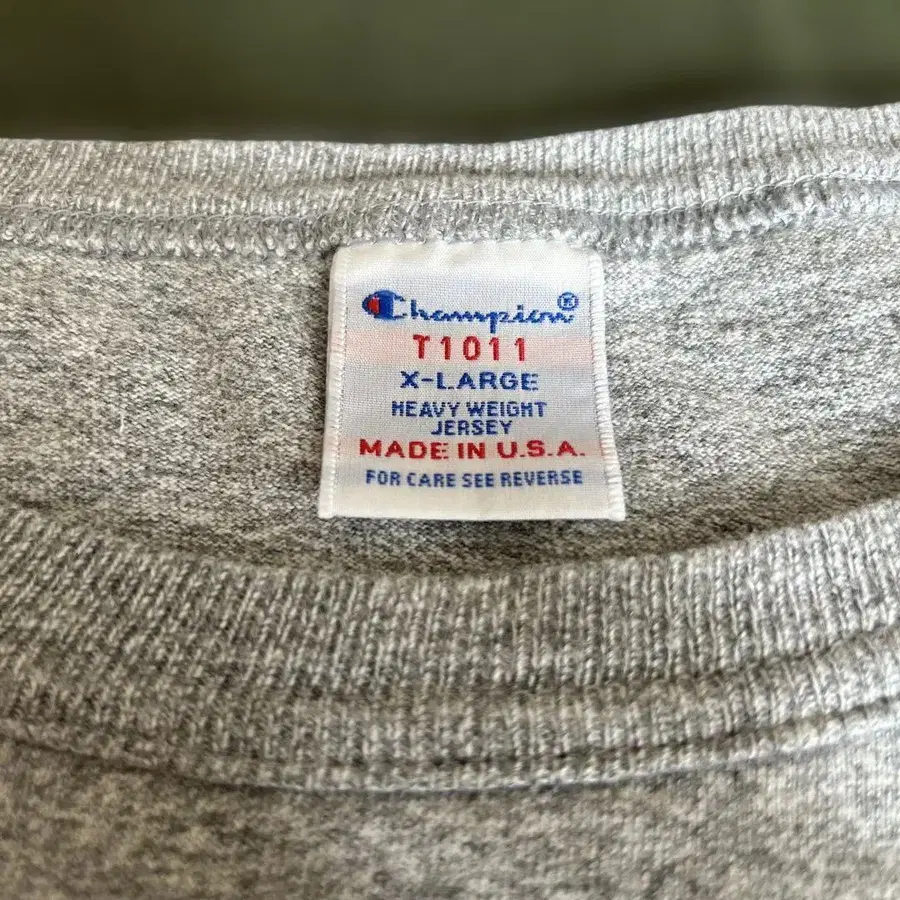 Champion®
T1011
X-LARGE
HEAVY WEIGHT
JERSEY
MADE IN U.S.A.
FOR CARE SEE REVERSE